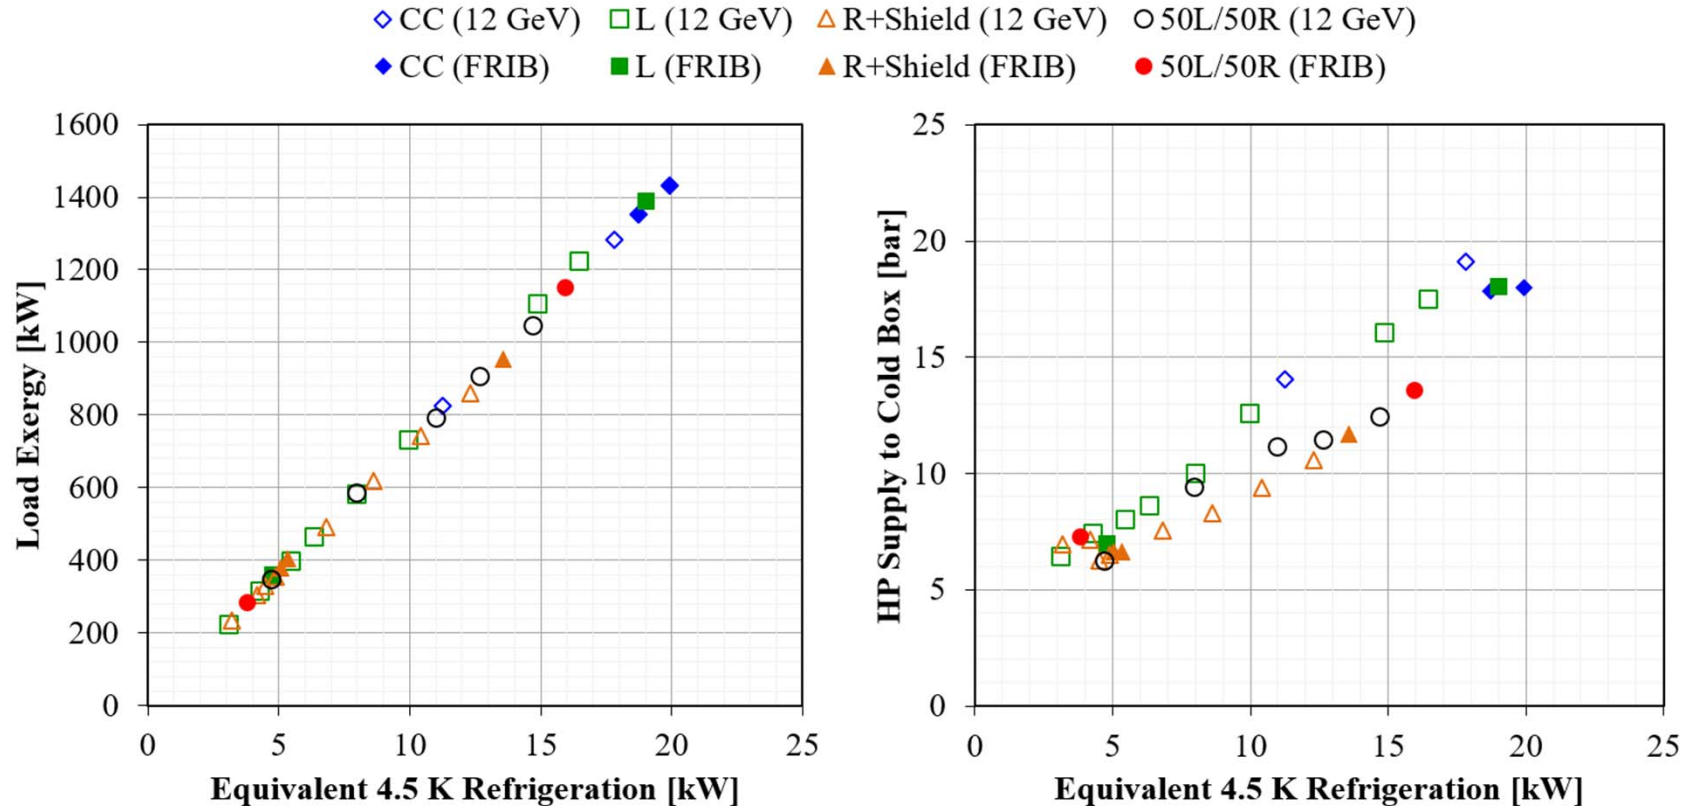 CC (12 GeV) L (12 GeV) R+Shield (12 GeV) 50L/50R (12 GeV)
CC (FRIB) L (FRIB) R+Shield (FRIB) 50L/50R (FRIB)
Load Exergy [kW]
1600
1400
1200
1000
800
600
400
200
0
0 5 10 15 20 25
Equivalent 4.5 K Refrigeration [kW]
HP Supply to Cold Box [bar]
25
20
15
10
5
0
0 5 10 15 20 25
Equivalent 4.5 K Refrigeration [kW]